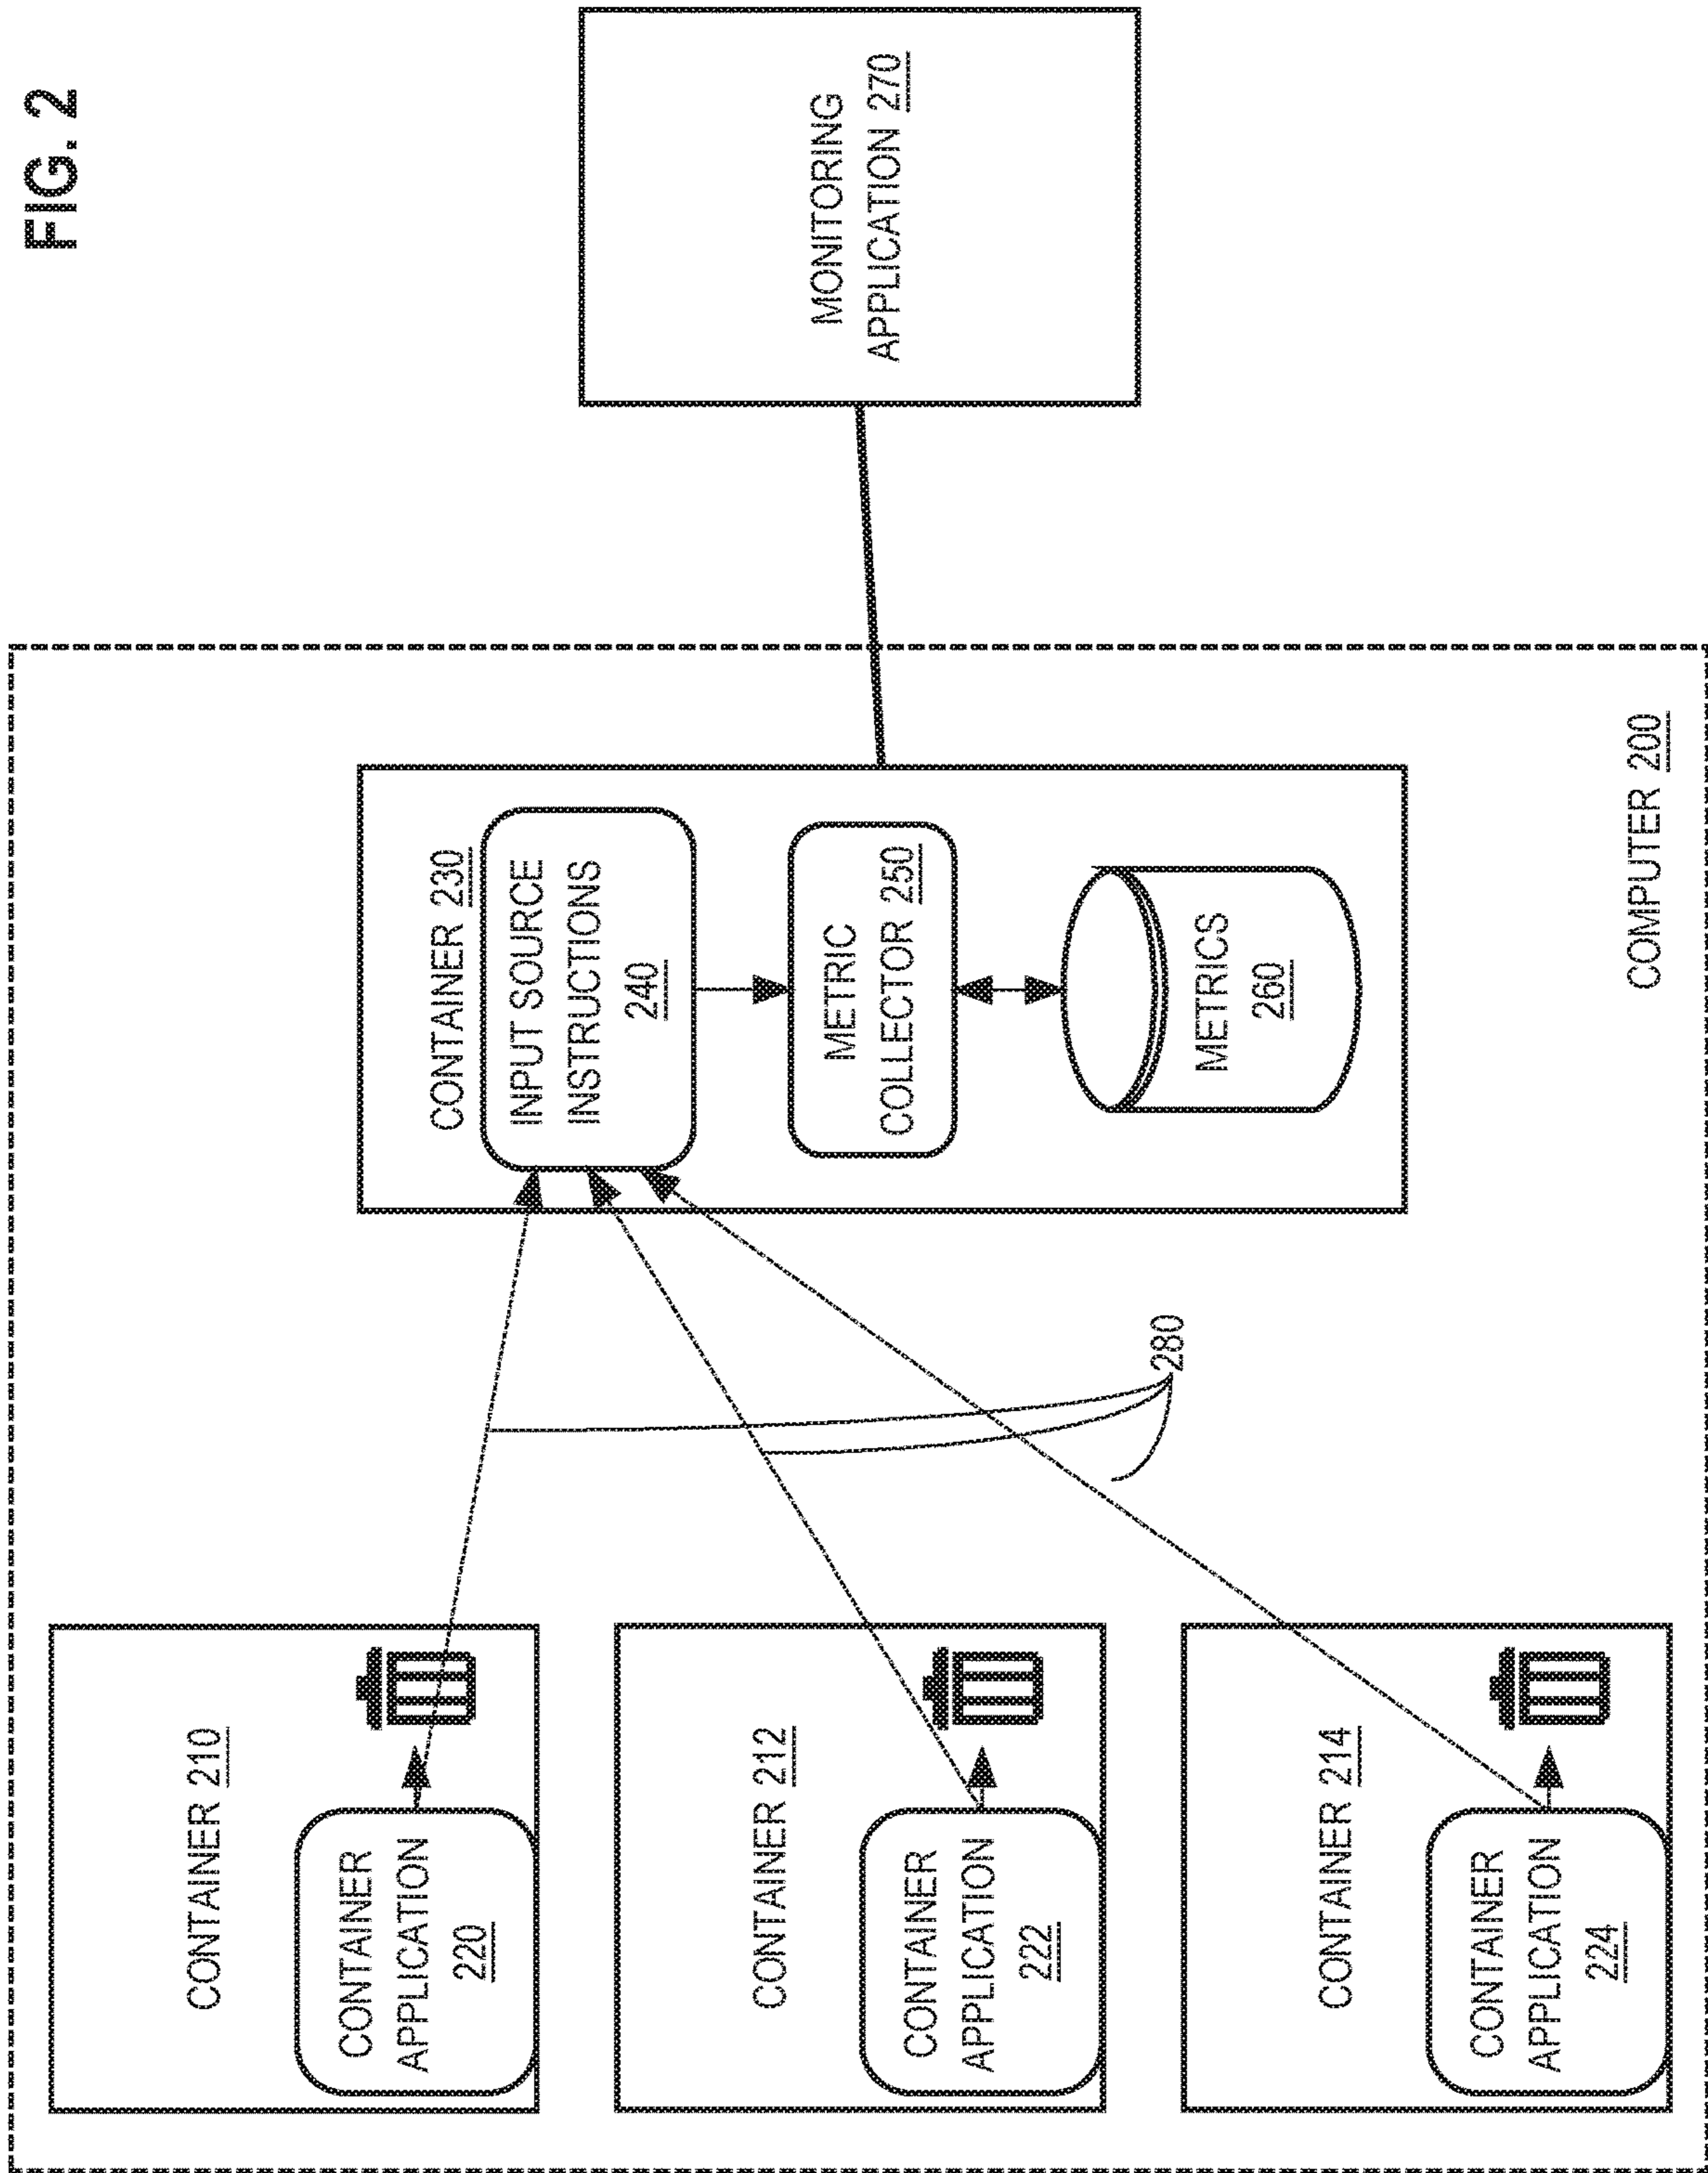 FIG. 2
CONTAINER 210
CONTAINER
APPLICATION
220
CONTAINER 212
CONTAINER
APPLICATION
222
CONTAINER 214
CONTAINER
APPLICATION
224
280
CONTAINER 230
INPUT SOURCE
INSTRUCTIONS
240
METRIC
COLLECTOR 250
METRICS
260
COMPUTER 200
MONITORING
APPLICATION 270